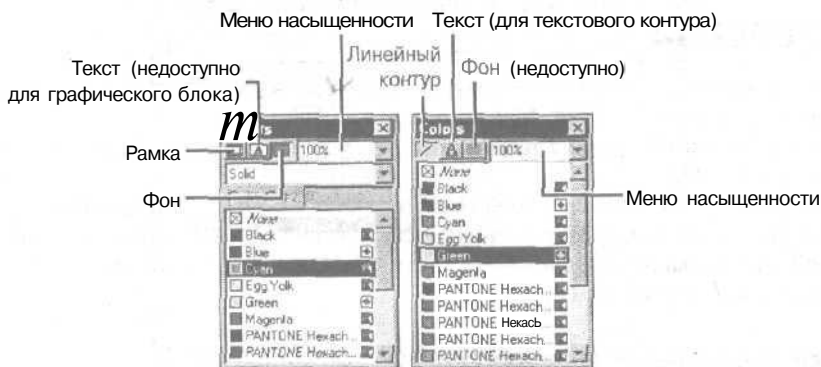 Меню насыщенности
Текст (для текстового контура)
Линейный
контур
Фон (недоступно)
Текст (недоступно
для графического блока)
Рамка
Фон
Меню насыщенности
m
100%
Solid
None
Black
Blue
Cyan
Egg Yolk
Green
Magenta
PANTONE Hexach...
PANTONE Hexach...
Colors
A
100%
None
Black
Blue
Cyan
Egg Yolk
Green
Magenta
PANTONE Hexach...
PANTONE Hexach...
PANTONE НекасЬ
PANTONE Hexach...
PANTONE Hexach...